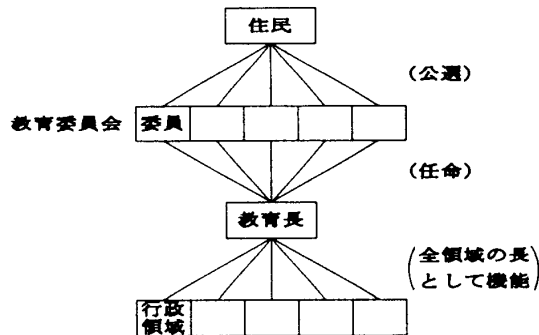 住民
（公選）
教育委員会 委員
（任命）
教育長
（全領域の長
として機能）
行政
領域